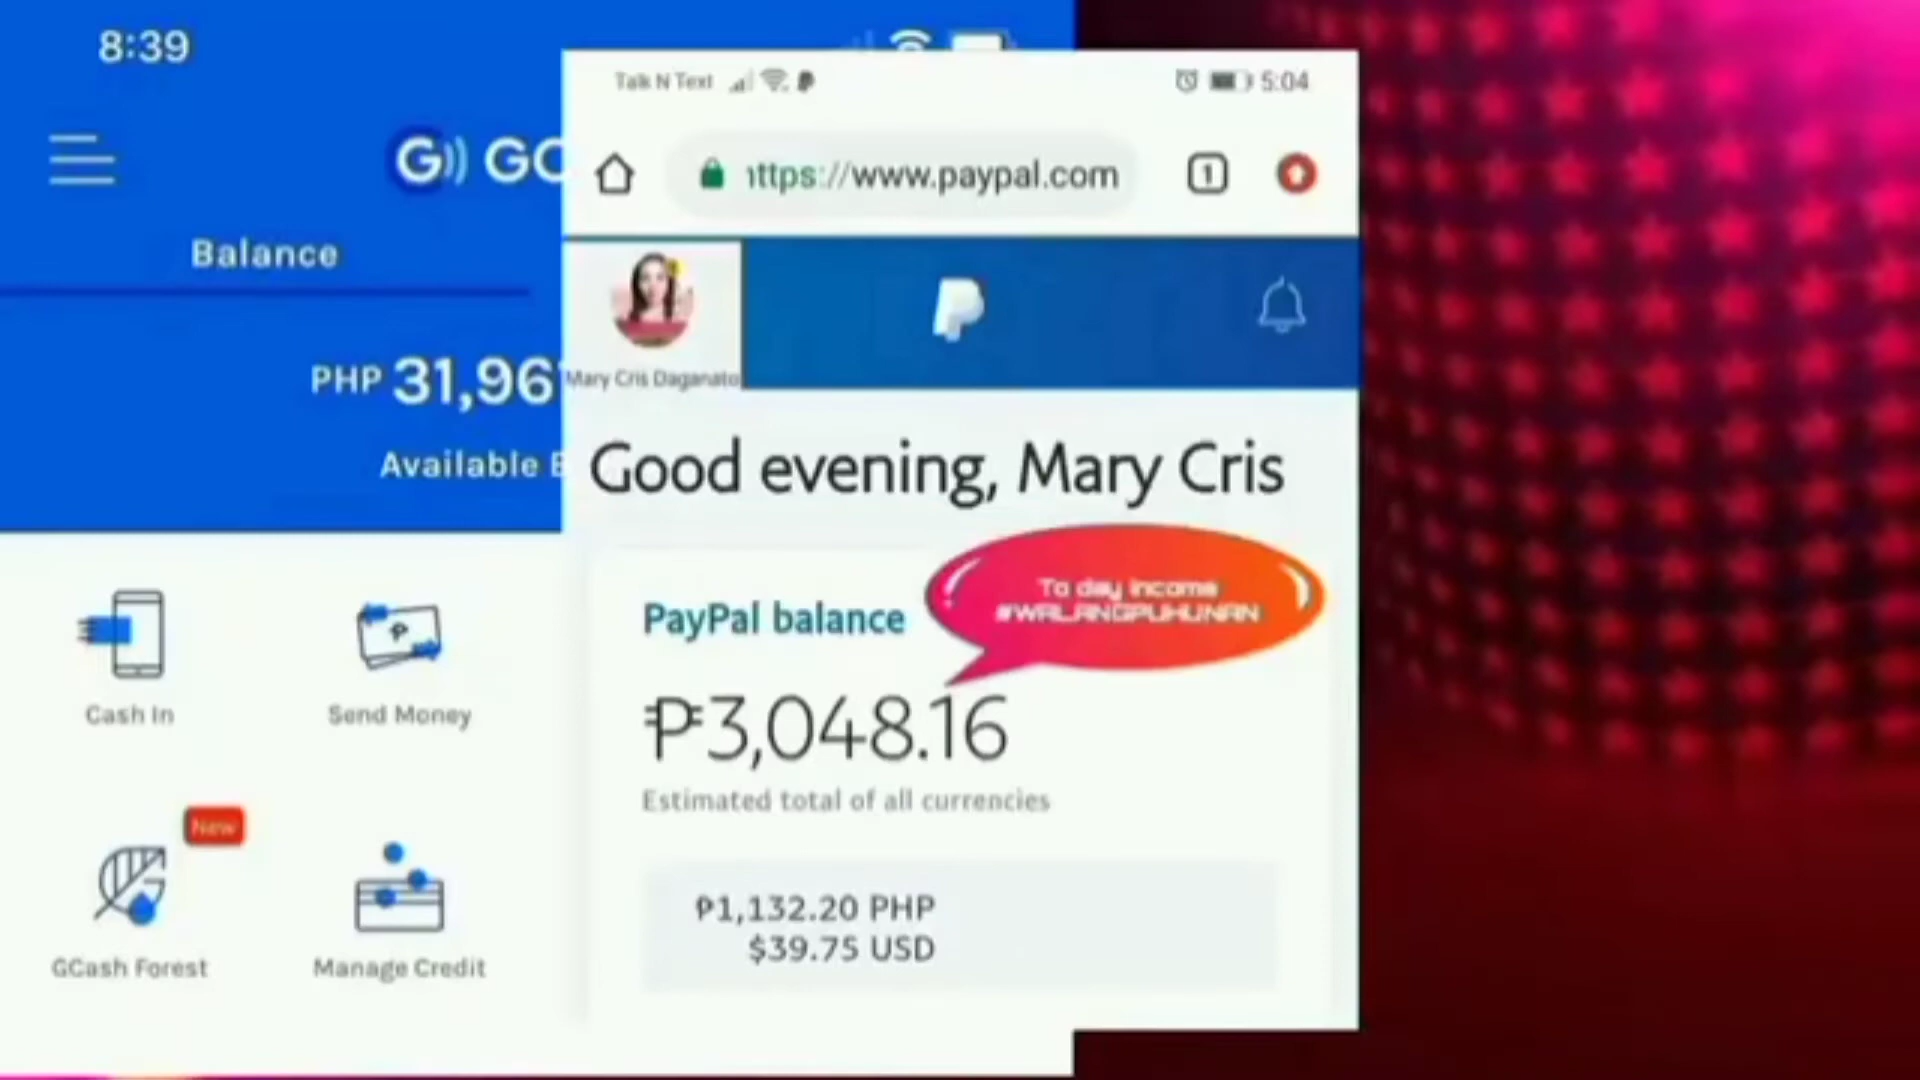 8:39
G)) GC
Balance
PHP 31,96
Available
Cash In
Send Money
New
GCash Forest
Manage Credit
Talk N Text
5:04
ttps://www.paypal.com
1
Mary Cris Daganato
Good evening, Mary Cris
To day income
#WALANGPUHUNAN
PayPal balance
₱3,048.16
Estimated total of all currencies
₱1,132.20 PHP
$39.75 USD